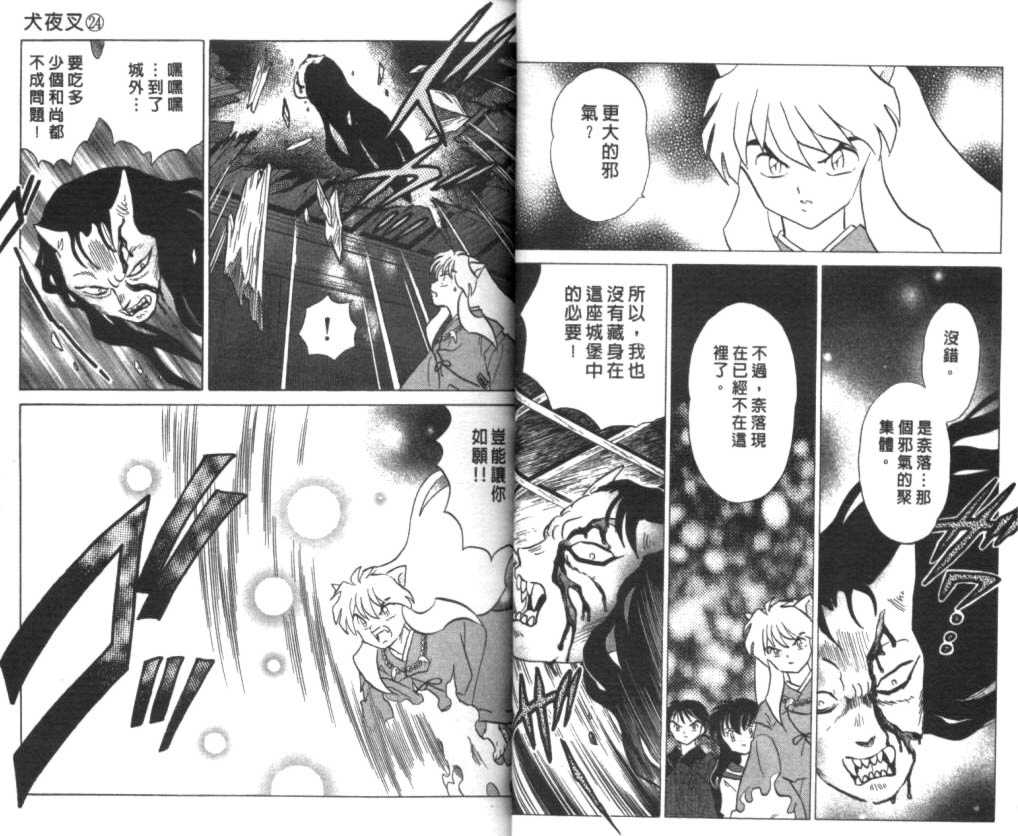 犬夜叉㉔
更大的邪
氣？
沒錯。
是奈落…那
個邪氣的聚
集體。
不過，奈落現
在已經不在這
裡了。
所以，我也
沒有藏身在
這座城堡中
的必要！
！
嘿嘿嘿
…到了
城外…
要吃多
少個和尚都
不成問題！
豈能讓你
如願!!